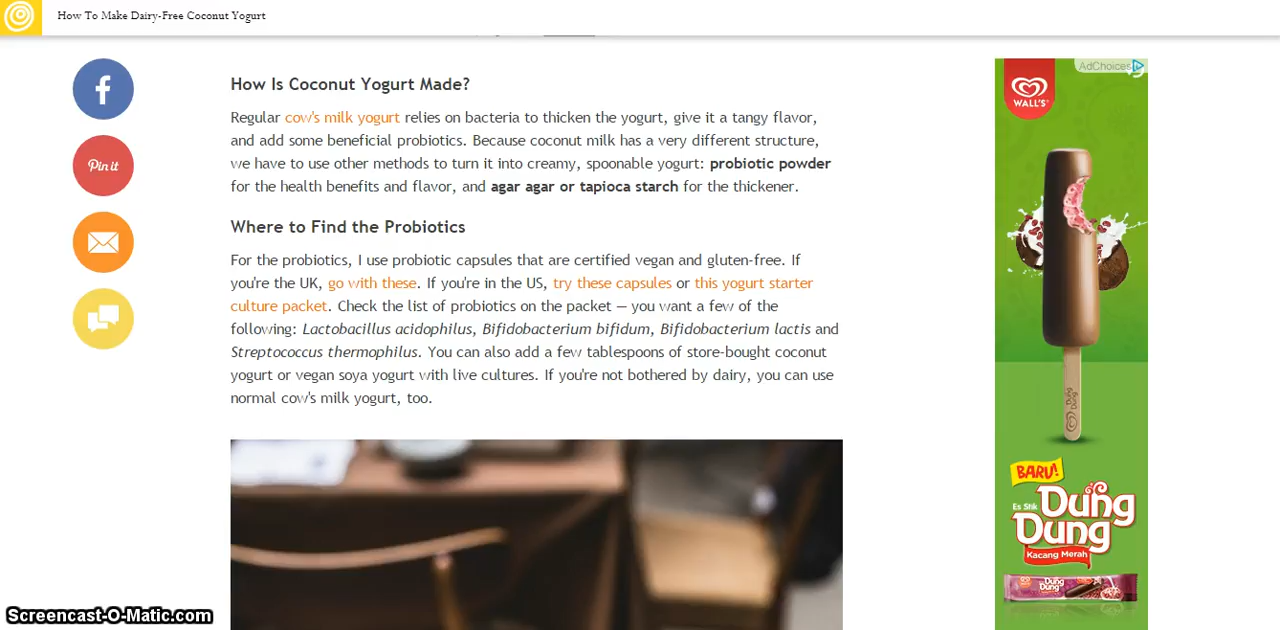 How To Make Dairy-Free Coconut Yogurt
How Is Coconut Yogurt Made?
Regular cow's milk yogurt relies on bacteria to thicken the yogurt, give it a tangy flavor,
and add some beneficial probiotics. Because coconut milk has a very different structure,
we have to use other methods to turn it into creamy, spoonable yogurt: probiotic powder
for the health benefits and flavor, and agar agar or tapioca starch for the thickener.
Where to Find the Probiotics
For the probiotics, I use probiotic capsules that are certified vegan and gluten-free. If
you're the UK, go with these. If you're in the US, try these capsules or this yogurt starter
culture packet. Check the list of probiotics on the packet — you want a few of the
following: Lactobacillus acidophilus, Bifidobacterium bifidum, Bifidobacterium lactis and
Streptococcus thermophilus. You can also add a few tablespoons of store-bought coconut
yogurt or vegan soya yogurt with live cultures. If you're not bothered by dairy, you can use
normal cow's milk yogurt, too.
Pin it
AdChoices
WALL'S
Dung Dung
BARU!
Es Stik
Dung
Dung
Kacang Merah
Dung
Dung
Screencast-O-Matic.com